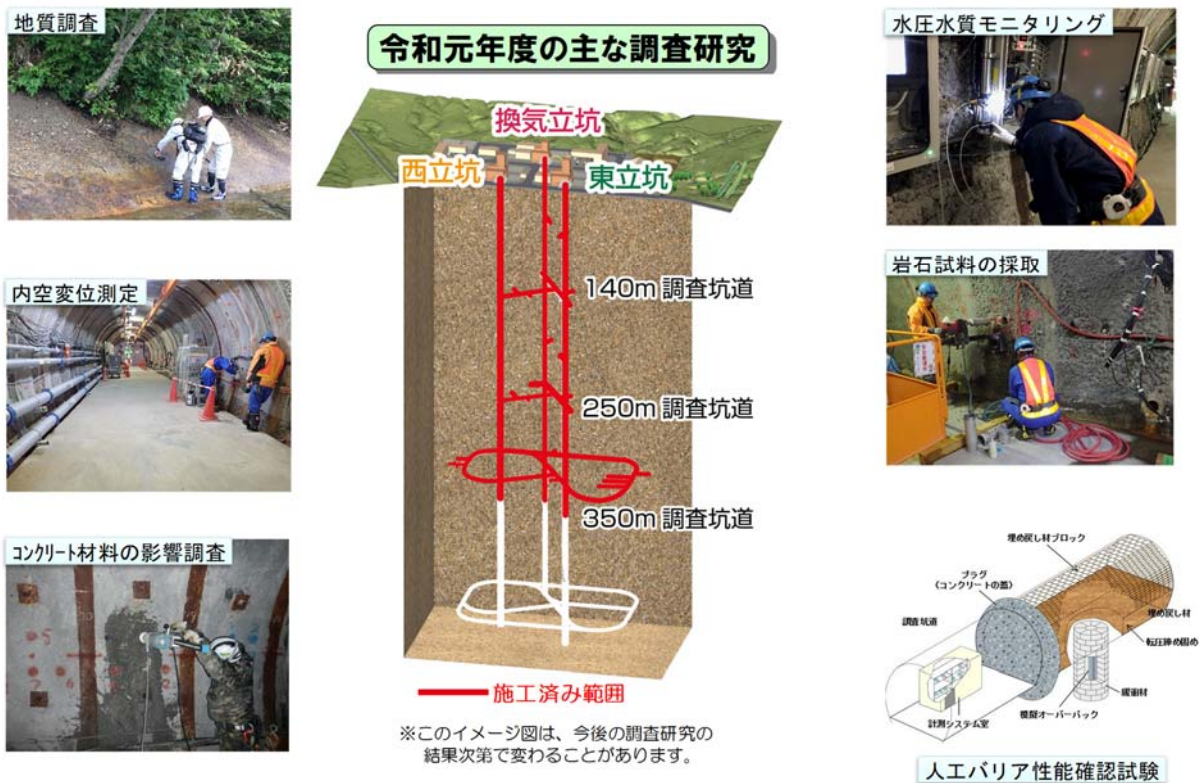 令和元年度の主な調査研究
地質調査
内空変位測定
コンクリート材料の影響調査
換気立坑
西立坑
東立坑
140m 調査坑道
250m 調査坑道
350m 調査坑道
施工済み範囲
※このイメージ図は、今後の調査研究の
結果次第で変わることがあります。
水圧水質モニタリング
岩石試料の採取
埋め戻し材ブロック
プラグ
(コンクリートの蓋)
調査坑道
埋め戻し材
転圧締め固め
緩衝材
模擬オーバーパック
計測システム室
人工バリア性能確認試験